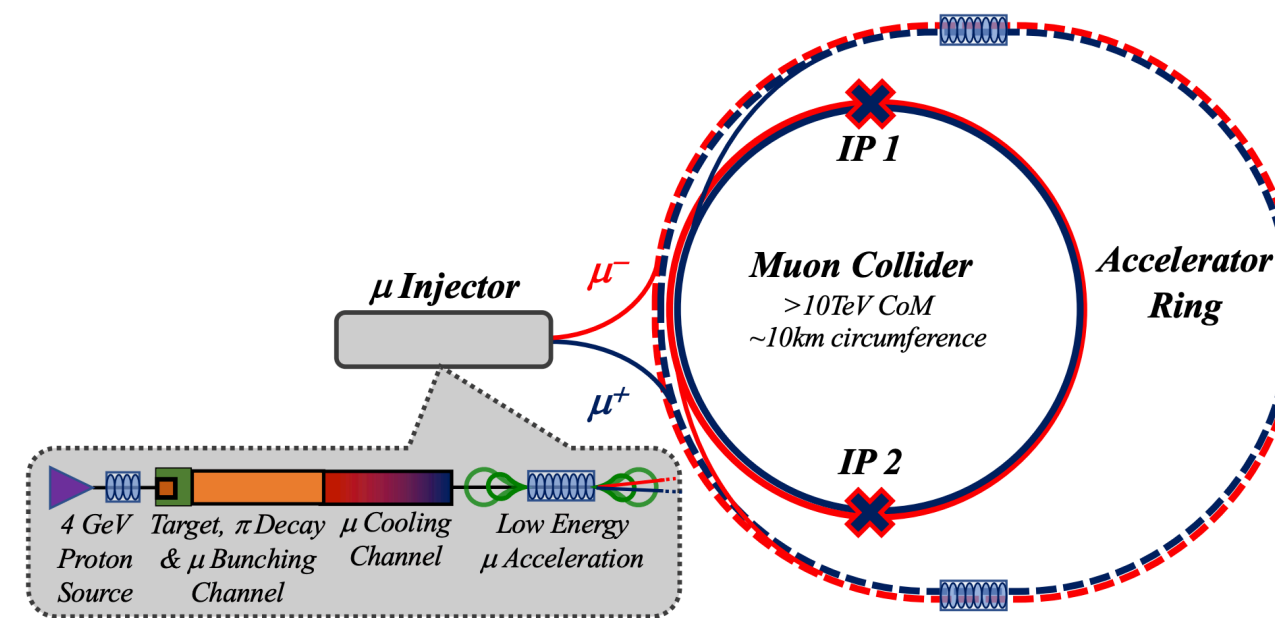 IP 1
Muon Collider
>10TeV CoM
~10km circumference
Accelerator
Ring
μ Injector
μ−
μ+
IP 2
4 GeV
Proton
Source
Target, π Decay
& μ Bunching
Channel
μ Cooling
Channel
Low Energy
μ Acceleration